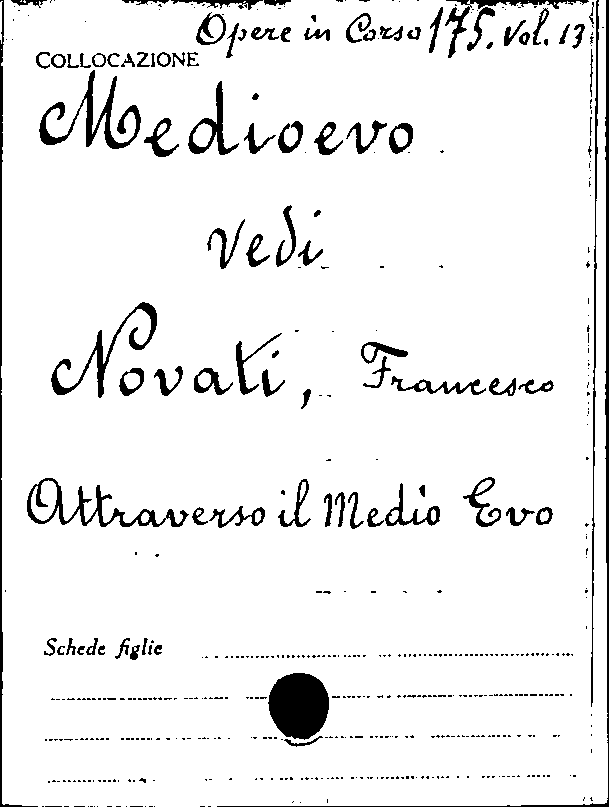 Opere in Corso 175. Vol. 13
COLLOCAZIONE
Medioevo
Vedi
Novati, Francesco
Attraverso il Medio Evo
Schede figlie